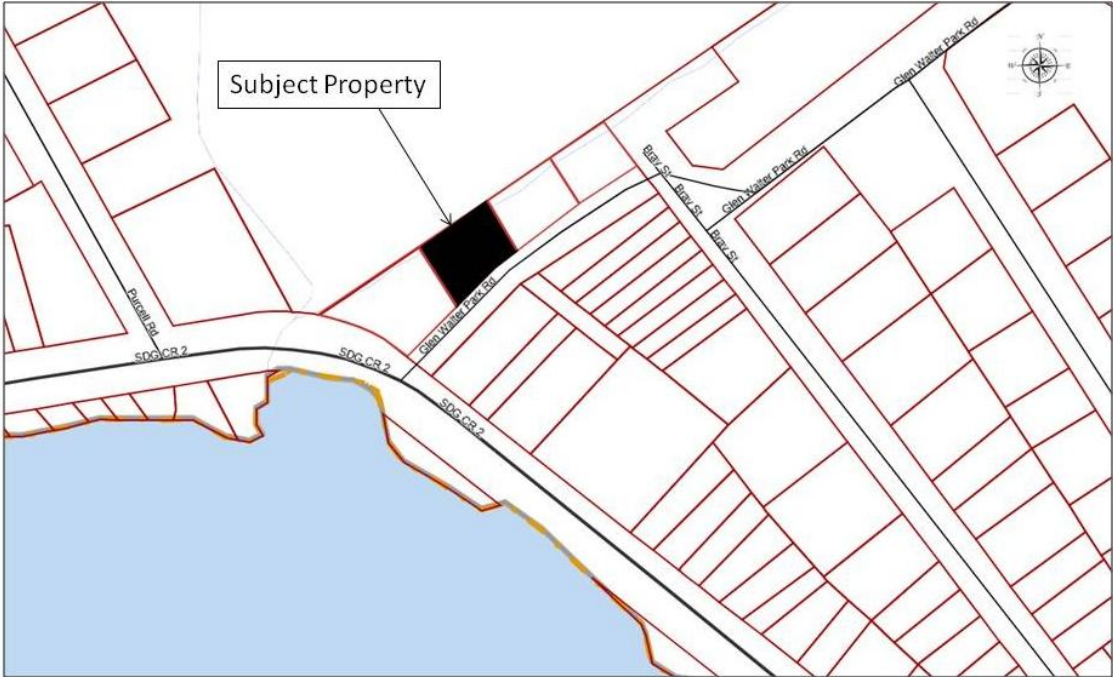 Glen Walter Park Rd
N
W
E
S
Subject Property
Bray St
Glen Walter Park Rd
Bray St
Bray St
Glen Walter Park Rd
Purcell Rd
SDG CR 2
SDG CR 2
SDG CR 2